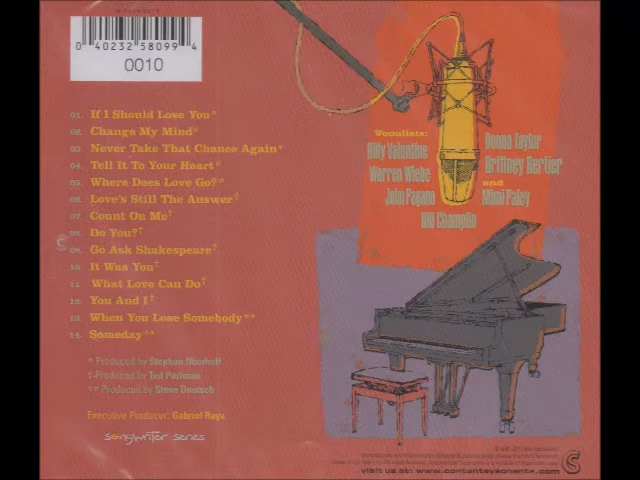 0 40232 58099 4
0010
01. If I Should Lose You*
02. Change My Mind*
03. Never Take That Chance Again*
04. Tell It To Your Heart*
05. Where Does Love Go?*
06. Love's Still The Answer†
07. Count On Me†
08. Do You?†
09. Go Ask Shakespeare†
10. It Was You†
11. What Love Can Do†
12. You And I†
13. When You Lose Somebody**
14. Someday**
* Produced by Stephan Oberhoff
†-Produced by Ted Perlman
** Produced by Steve Deutsch
Executive Producer: Gabriel Raya
songwriter series
Vocalists:
Billy Valentine
Warren Wiebe
John Pagano
Bill Champlin
Donna Taylor
Brittney Bertier
and
Mimi Paley
visit us at: